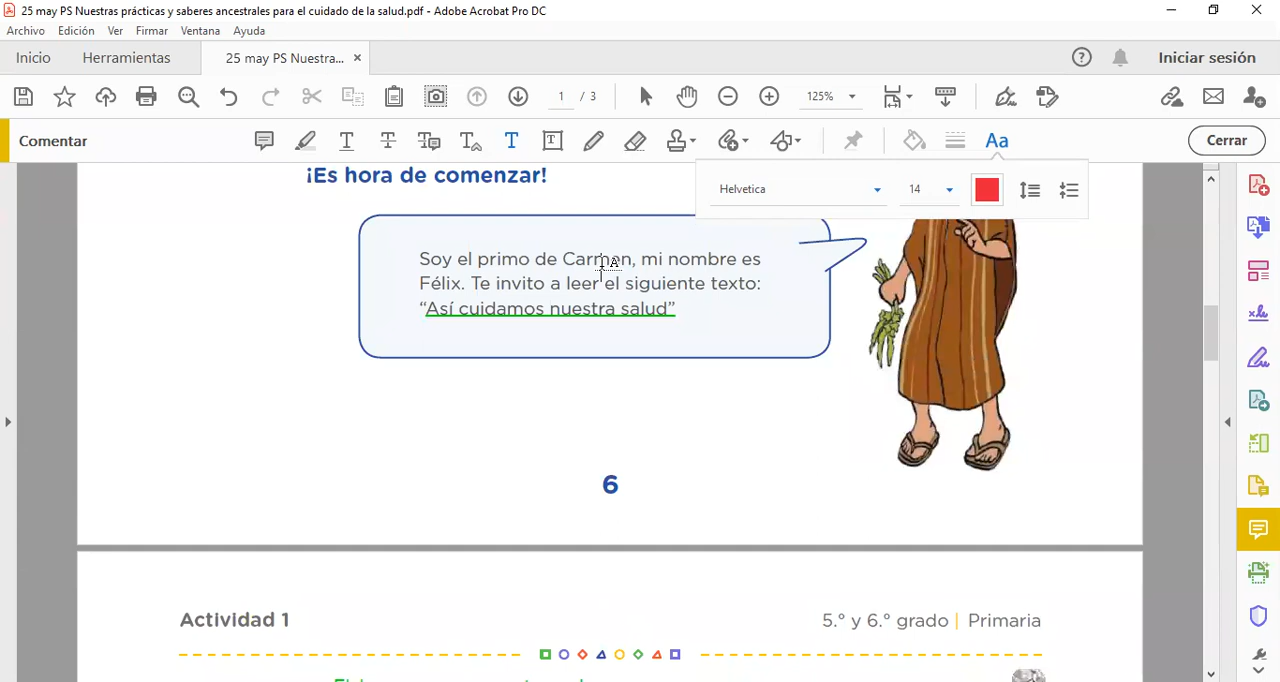 25 may PS Nuestras prácticas y saberes ancestrales para el cuidado de la salud.pdf - Adobe Acrobat Pro DC
Archivo Edición Ver Firmar Ventana Ayuda
Inicio Herramientas 25 may PS Nuestra... × Iniciar sesión
1 / 3 125%
Comentar Aa Cerrar
¡Es hora de comenzar!
Helvetica 14
Soy el primo de Carmen, mi nombre es
Félix. Te invito a leer el siguiente texto:
“Así cuidamos nuestra salud”
6
Actividad 1 5.° y 6.° grado | Primaria